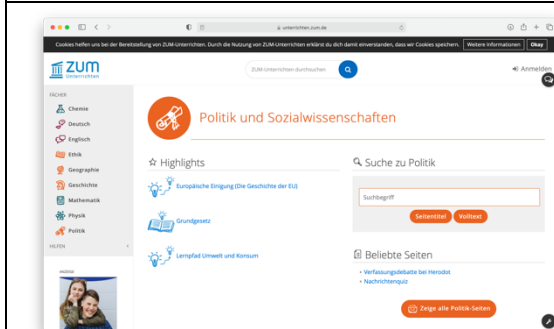 unterrichten.zum.de
Cookies helfen uns bei der Bereitstellung von ZUM-Unterrichten. Durch die Nutzung von ZUM-Unterrichten erklärst du dich damit einverstanden, dass wir Cookies speichern. Weitere Informationen Okay
ZUM
Unterrichten
ZUM-Unterrichten durchsuchen
Anmelden
FÄCHER
Chemie
Deutsch
Englisch
Ethik
Geographie
Geschichte
Mathematik
Physik
Politik
HILFEN
ANZEIGE
Politik und Sozialwissenschaften
Highlights
Europäische Einigung (Die Geschichte der EU)
Grundgesetz
Lernpfad Umwelt und Konsum
Suche zu Politik
Suchbegriff
Seitentitel Volltext
Beliebte Seiten
• Verfassungsdebatte bei Herodot
• Nachrichtenquiz
Zeige alle Politik-Seiten